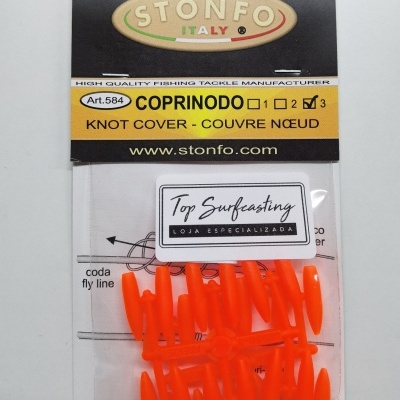 STONFO
ITALY ®
HIGH QUALITY FISHING TACKLE MANUFACTURER
Art.584 COPRINODO 1 2 3
KNOT COVER - COUVRE NŒUD
www.stonfo.com
Top Surfcasting
LOJA ESPECIALIZADA
coda
fly line